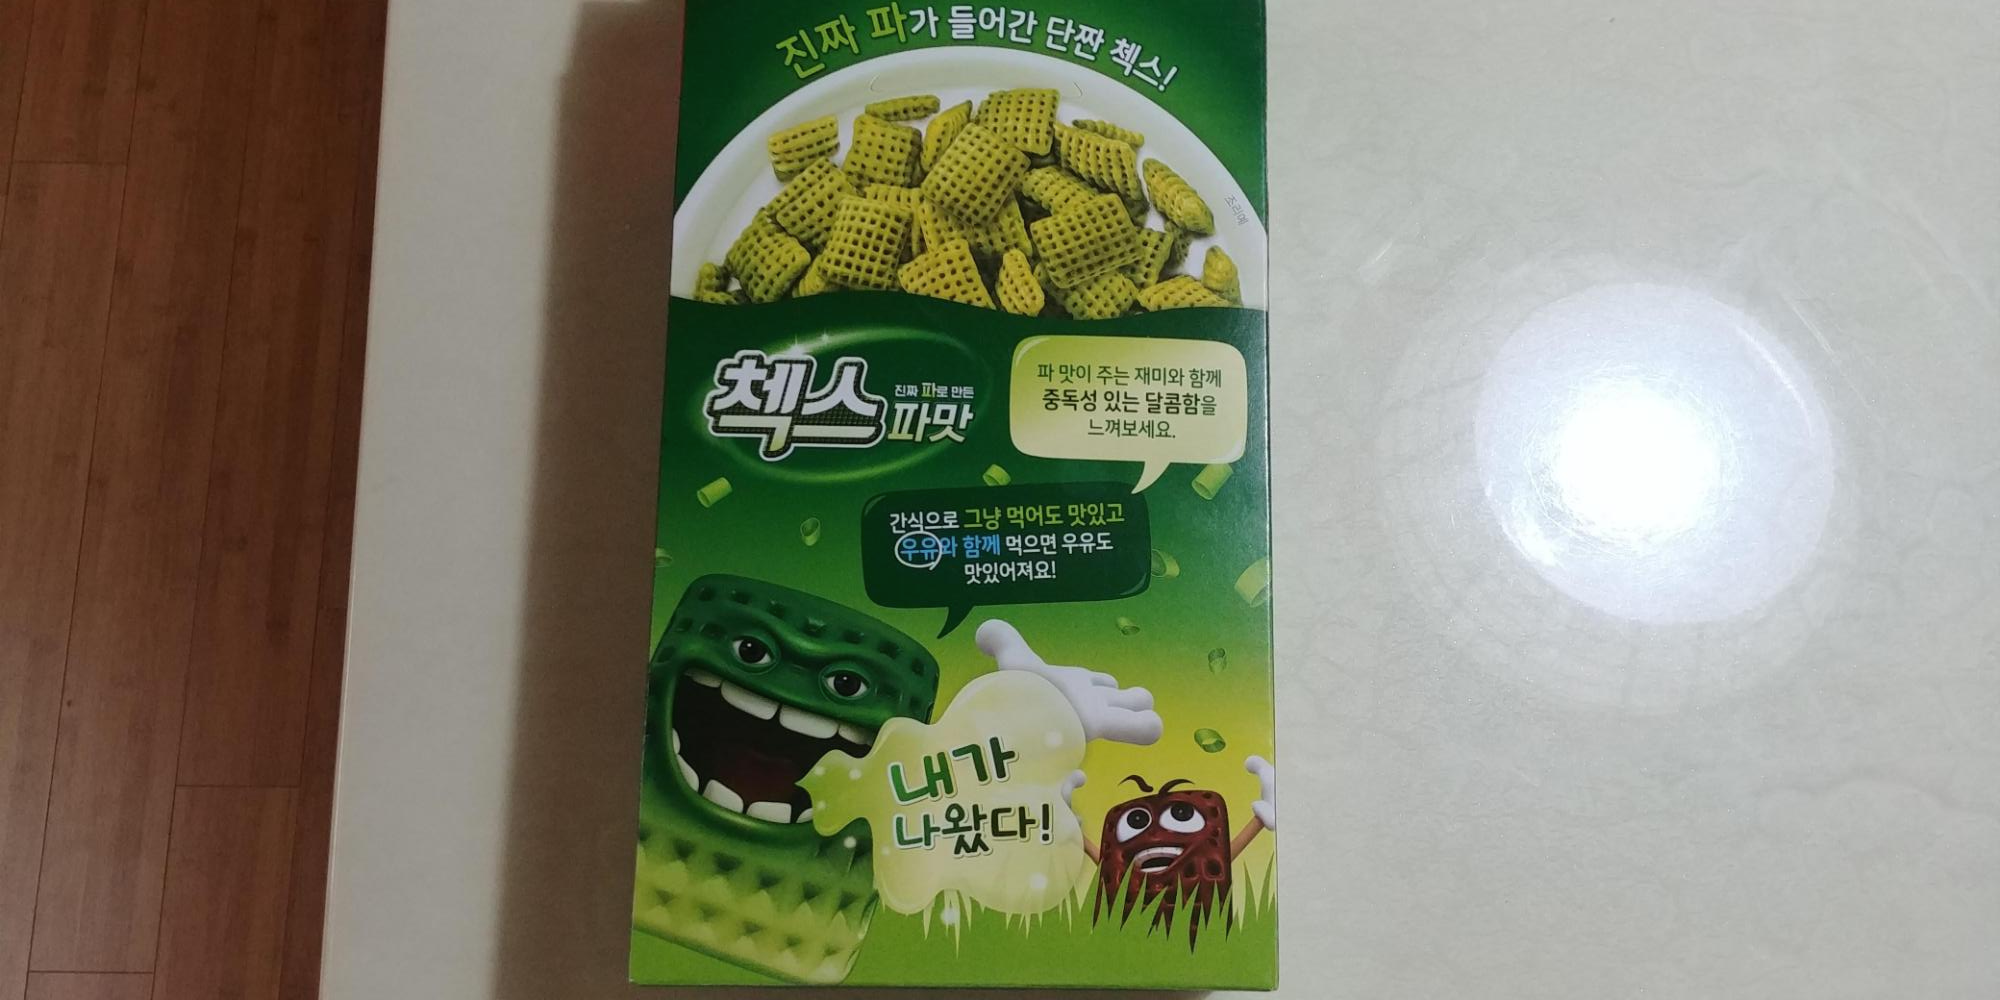 진짜 파가 들어간 단짠 첵스!
조리예
첵스
진짜 파로 만든
파맛
파 맛이 주는 재미와 함께
중독성 있는 달콤함을
느껴보세요.
간식으로 그냥 먹어도 맛있고
우유와 함께 먹으면 우유도
맛있어져요!
내가
나왔다!